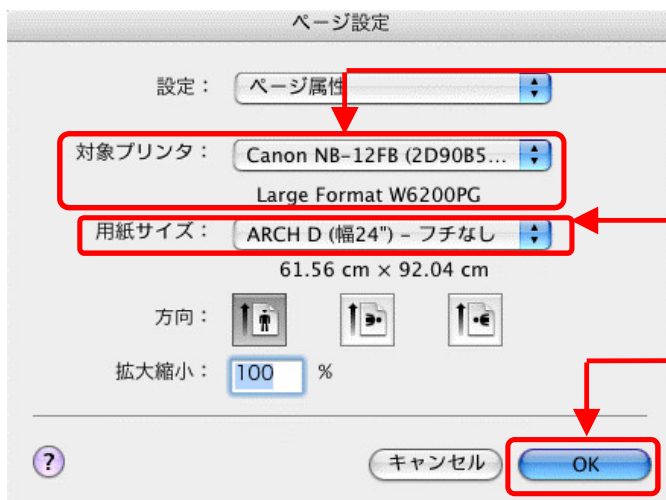 ページ設定
設定： ページ属性
対象プリンタ： Canon NB-12FB (2D90B5...
Large Format W6200PG
用紙サイズ： ARCH D (幅24") – フチなし
61.56 cm × 92.04 cm
方向：
拡大縮小： 100 %
? キャンセル OK